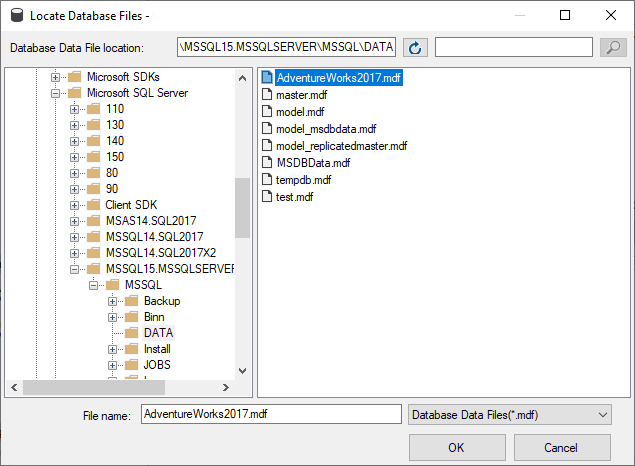 Locate Database Files -
Database Data File location:
\MSSQL15.MSSQLSERVER\MSSQL\DATA
Microsoft SDKs
Microsoft SQL Server
110
130
140
150
80
90
Client SDK
MSAS14.SQL2017
MSSQL14.SQL2017
MSSQL14.SQL2017X2
MSSQL15.MSSQLSERVER
MSSQL
Backup
Binn
DATA
Install
JOBS
AdventureWorks2017.mdf
master.mdf
model.mdf
model_msdbdata.mdf
model_replicatedmaster.mdf
MSDBData.mdf
tempdb.mdf
test.mdf
File name:
AdventureWorks2017.mdf
Database Data Files(*.mdf)
OK
Cancel